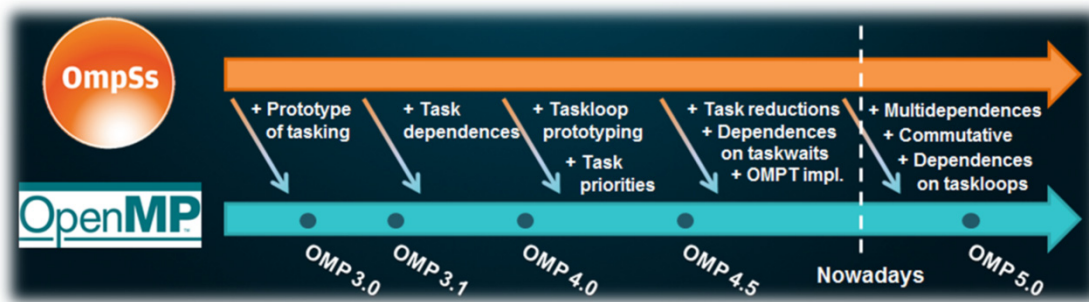 OmpSs
+ Prototype
of tasking
+ Task
dependences
+ Taskloop
prototyping
+ Task
priorities
+ Task reductions
+ Dependences
on taskwaits
+ OMPT impl.
+ Multidependences
+ Commutative
+ Dependences
on taskloops
OpenMP™
OMP 3.0
OMP 3.1
OMP 4.0
OMP 4.5
Nowadays
OMP 5.0